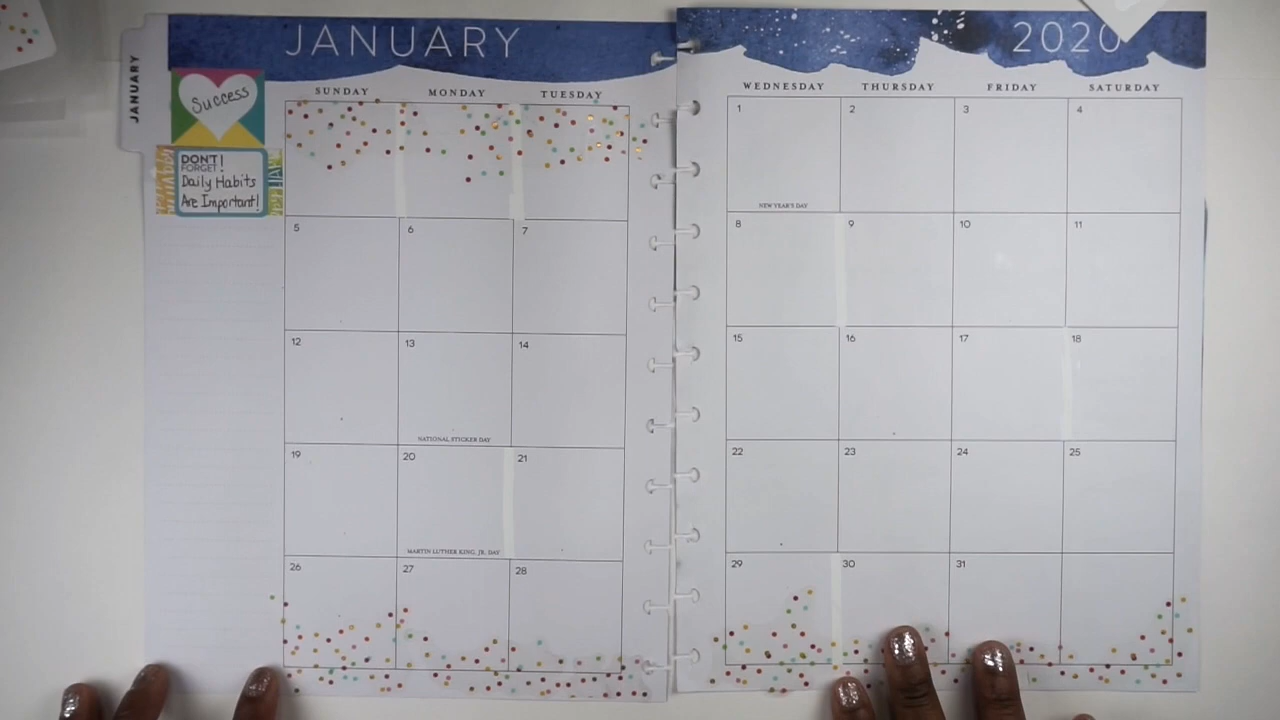 JANUARY
2020
JANUARY
SUNDAY MONDAY TUESDAY WEDNESDAY THURSDAY FRIDAY SATURDAY
Success
DON'T!
FORGET!
Daily Habits
Are Important!
1 2 3 4
NEW YEAR'S DAY
5 6 7 8 9 10 11
12 13 14 15 16 17 18
NATIONAL STICKER DAY
19 20 21 22 23 24 25
MARTIN LUTHER KING, JR. DAY
26 27 28 29 30 31